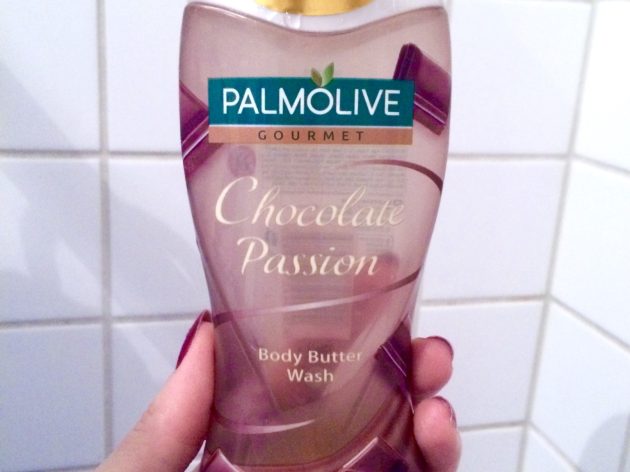 PALMOLIVE
GOURMET
Chocolate
Passion
Body Butter
Wash